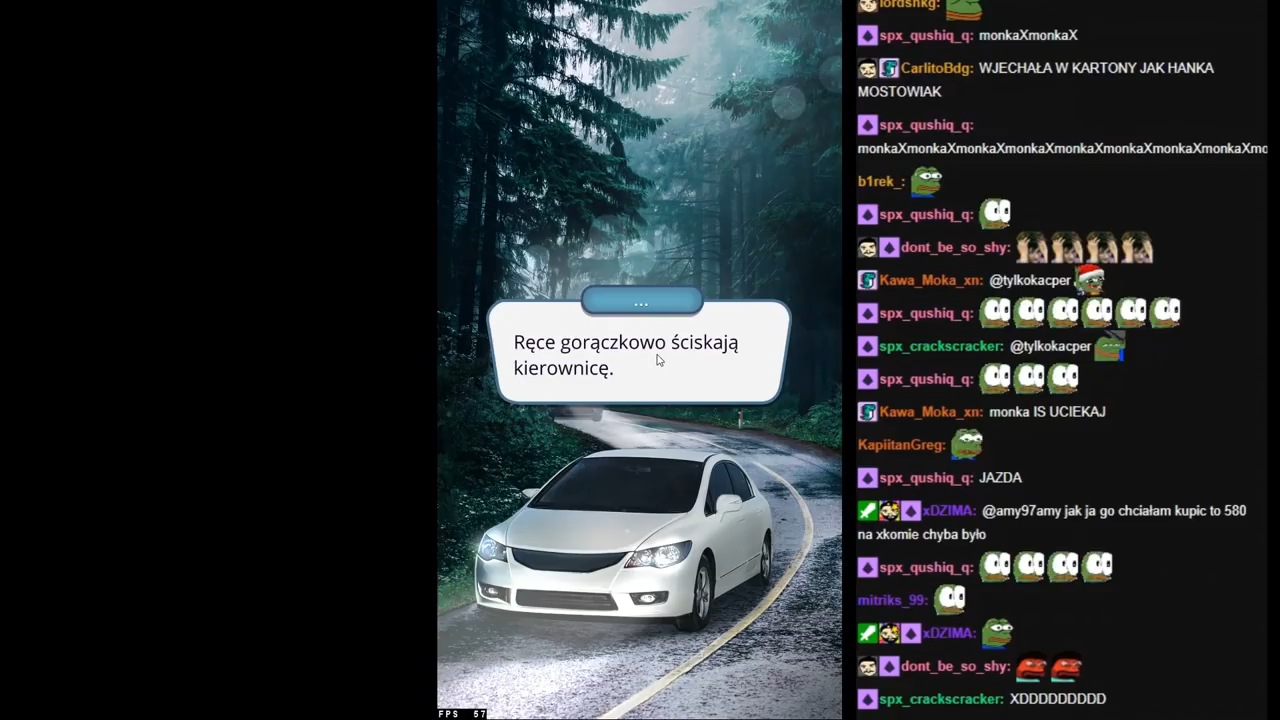 ...
Ręce gorączkowo ściskają
kierownicę.
FPS 57
lordsnkg:
spx_qushiq_q: monkaXmonkaX
CarlitoBdg: WJECHAŁA W KARTONY JAK HANKA
MOSTOWIAK
spx_qushiq_q:
monkaXmonkaXmonkaXmonkaXmonkaXmonkaXmonkaXmonkaXmo
b1rek_:
spx_qushiq_q:
dont_be_so_shy:
Kawa_Moka_xn: @tylkokacper
spx_qushiq_q:
spx_crackscracker: @tylkokacper
spx_qushiq_q:
Kawa_Moka_xn: monka IS UCIEKAJ
KapiitanGreg:
spx_qushiq_q: JAZDA
xDZIMA: @amy97amy jak ja go chciałam kupic to 580
na xkomie chyba było
spx_qushiq_q:
mitriks_99:
xDZIMA:
dont_be_so_shy:
spx_crackscracker: XDDDDDDDDD